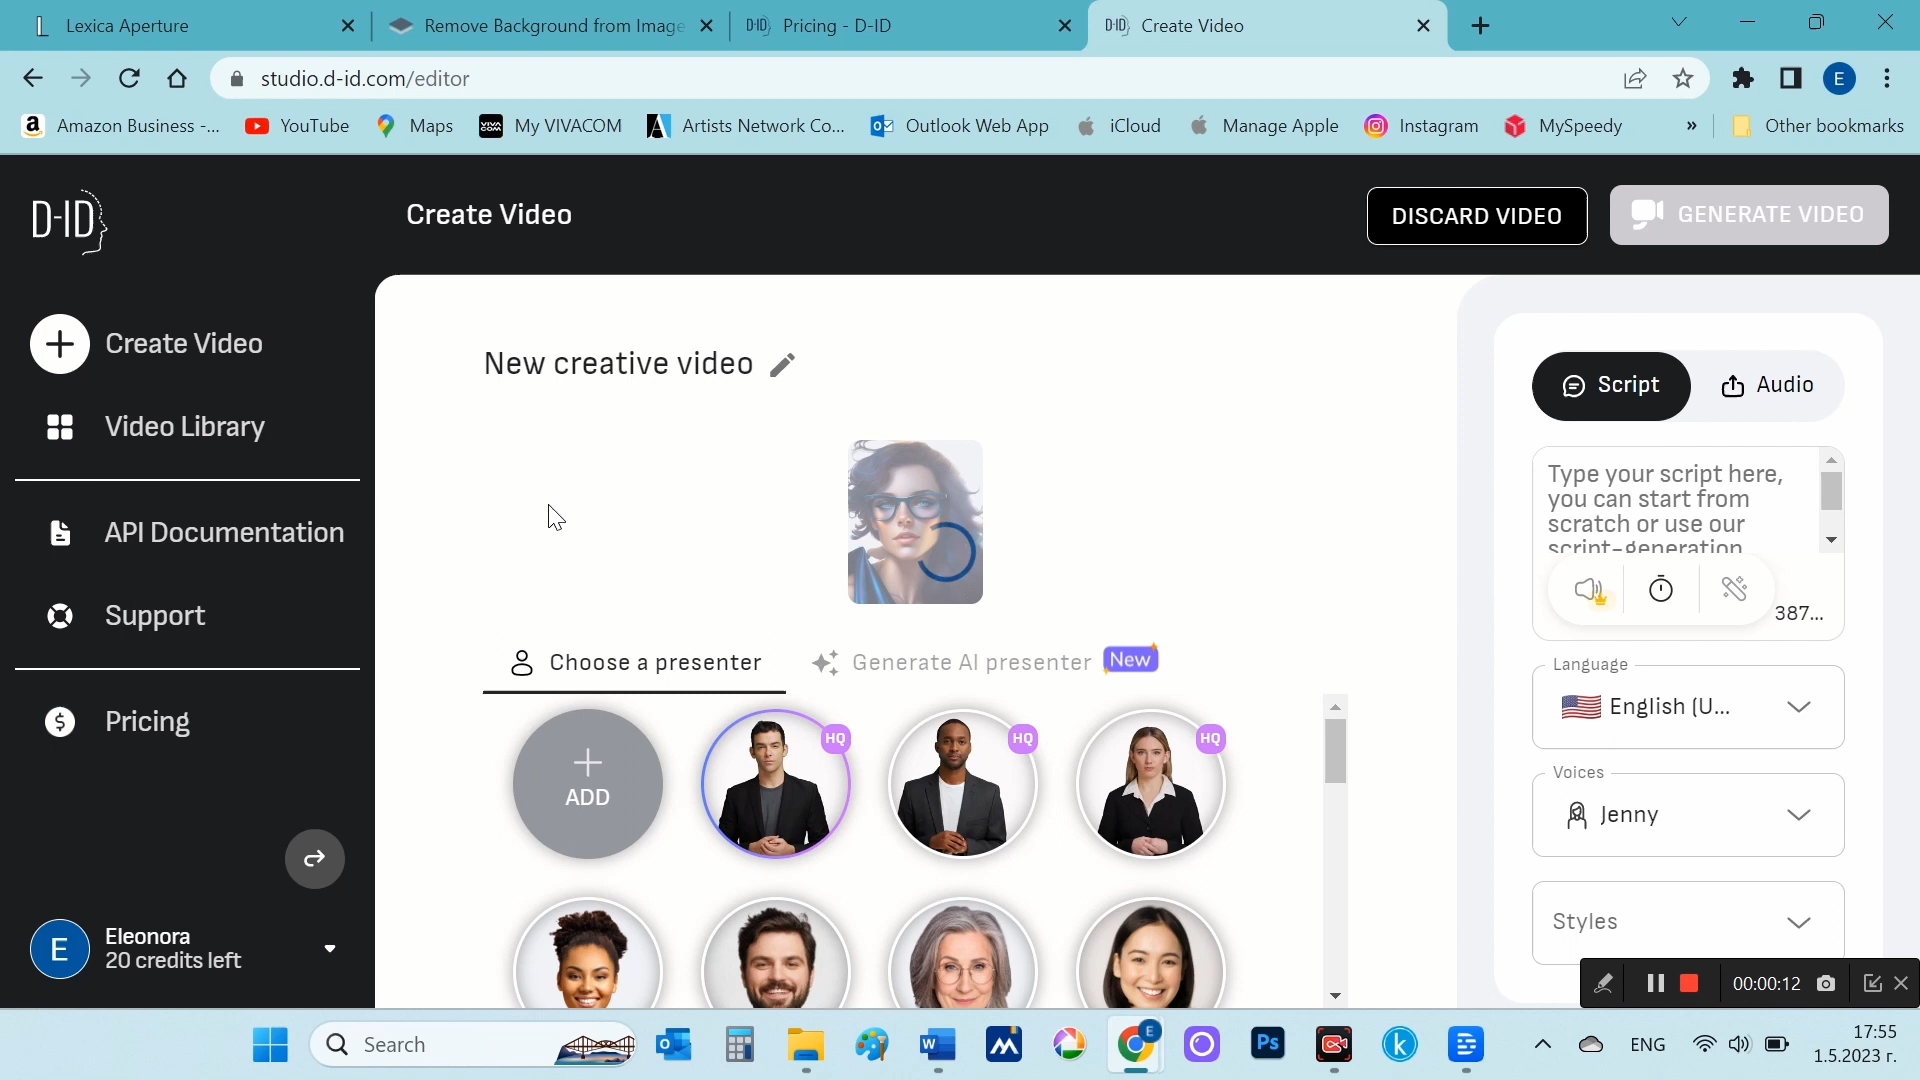 Lexica Aperture
Remove Background from Image
D-ID Pricing - D-ID
D-ID Create Video
studio.d-id.com/editor
E
Amazon Business -...
YouTube
Maps
My VIVACOM
Artists Network Co...
Outlook Web App
iCloud
Manage Apple
Instagram
MySpeedy
»
Other bookmarks
D-ID
Create Video
DISCARD VIDEO
GENERATE VIDEO
Create Video
Video Library
API Documentation
Support
Pricing
E
Eleonora
20 credits left
New creative video
Choose a presenter
Generate AI presenter
New
ADD
HQ
HQ
HQ
Script
Audio
Type your script here,
you can start from
scratch or use our
script-generation
387...
Language
English (U...
Voices
Jenny
Styles
00:00:12
Search
E
Ps
k
ENG
17:55
1.5.2023 г.